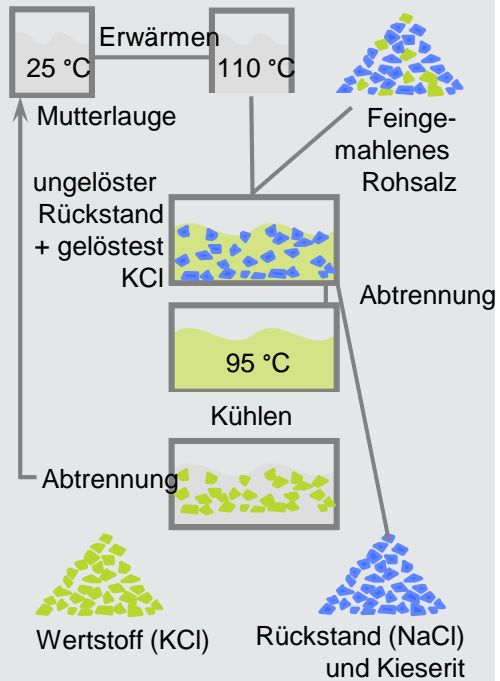 Erwärmen
25 °C
110 °C
Mutterlauge
Feinge-
mahlenes
Rohsalz
ungelöster
Rückstand
+ gelöstest
KCl
Abtrennung
95 °C
Kühlen
Abtrennung
Wertstoff (KCl)
Rückstand (NaCl)
und Kieserit